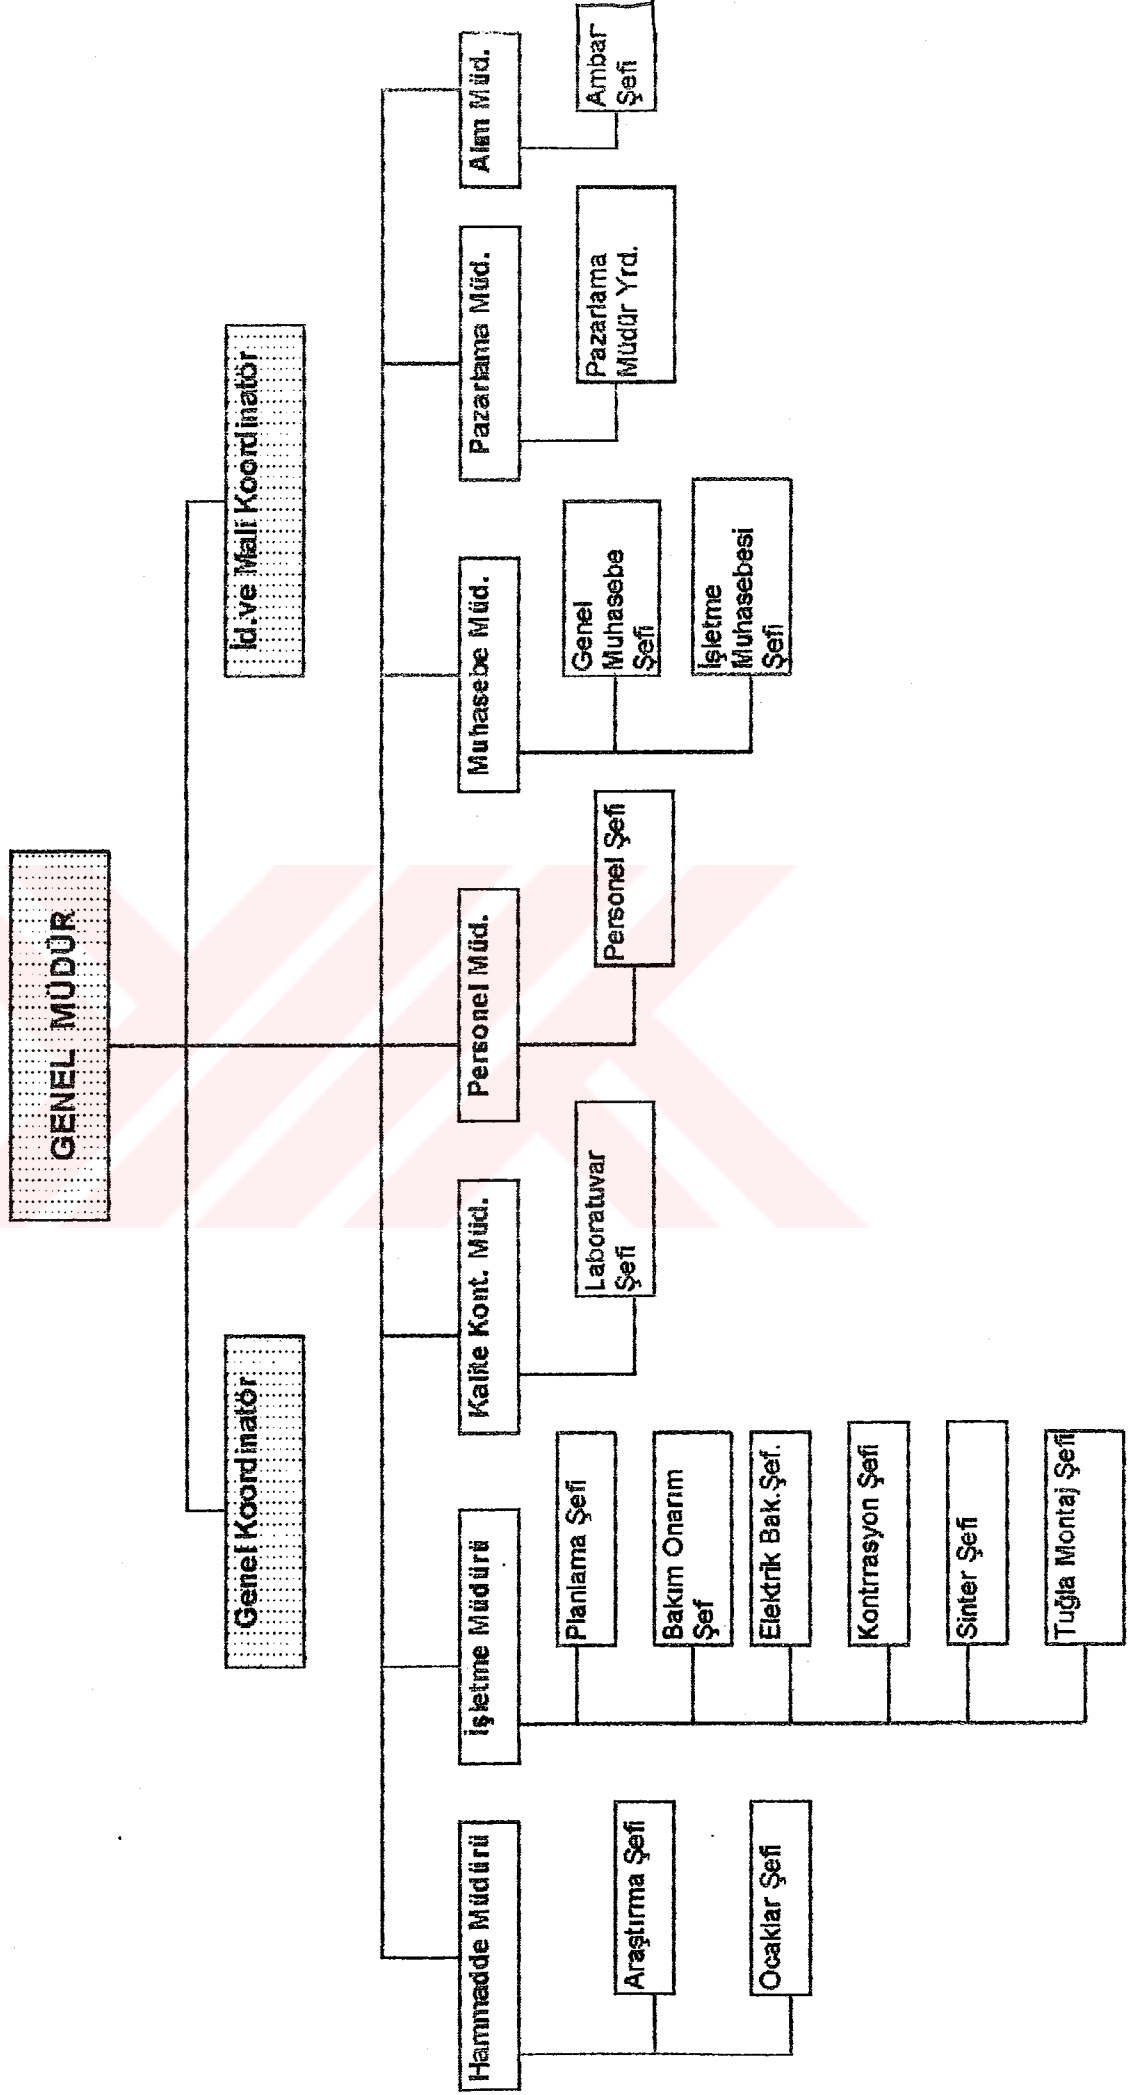 GENEL MÜDÜR
Genel Koordinatör
İd.ve Mali Koordinatör
Hammadde Müdürü
İşletme Müdürü
Kalite Kont. Müd.
Personel Müd.
Muhasebe Müd.
Pazarlama Müd.
Alım Müd.
Araştırma Şefi
Ocaklar Şefi
Planlama Şefi
Bakım Onarım
Şef
Elektrik Bak.Şef.
Kontrrasyon Şefi
Sinter Şefi
Tuğla Montaj Şefi
Laboratuvar
Şefi
Personel Şefi
Genel
Muhasebe
Şefi
İşletme
Muhasebesi
Şefi
Pazarlama
Müdür Yrd.
Ambar
Şefi